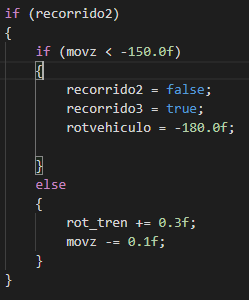 if (recorrido2)
{
    if (movz < -150.0f)
    {
        recorrido2 = false;
        recorrido3 = true;
        rotvehiculo = -180.0f;

    }
    else
    {
        rot_tren += 0.3f;
        movz -= 0.1f;
    }
}